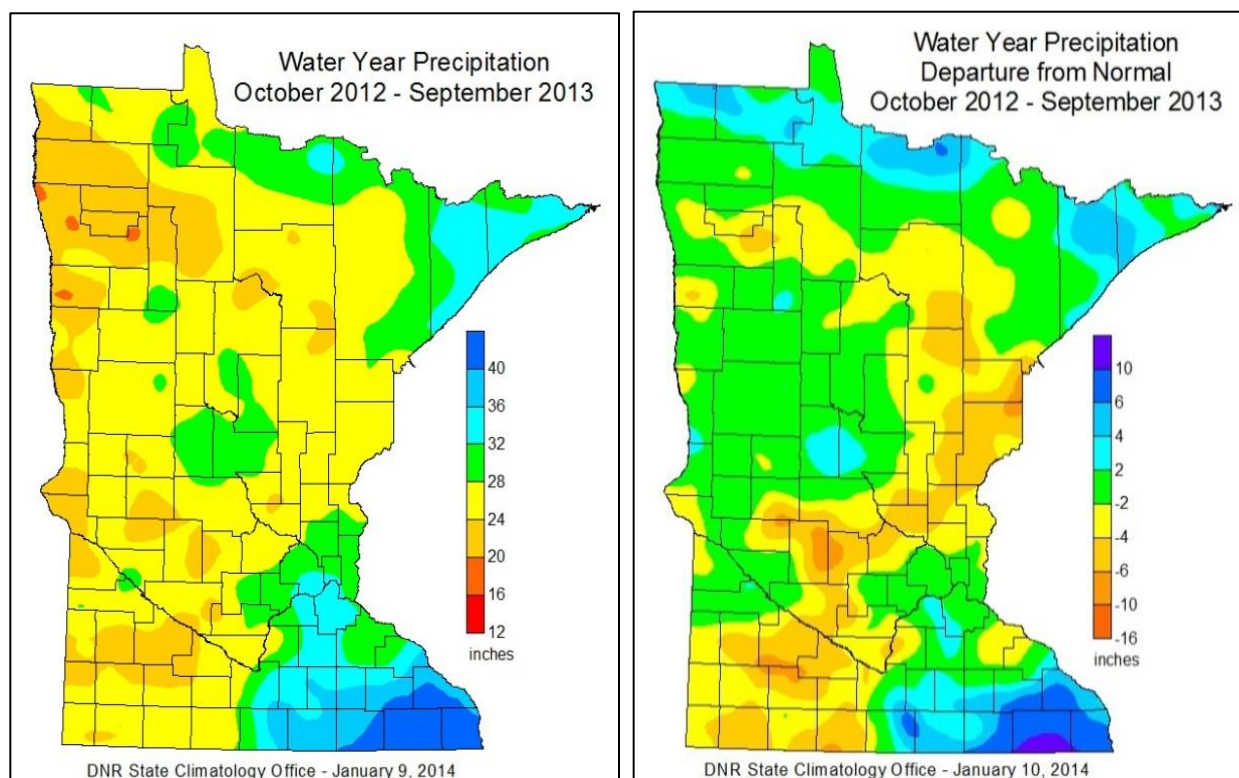 Water Year Precipitation
October 2012 - September 2013
40
36
32
28
24
20
16
12
inches
DNR State Climatology Office - January 9, 2014
Water Year Precipitation
Departure from Normal
October 2012 - September 2013
10
6
4
2
-2
-4
-6
-10
-16
inches
DNR State Climatology Office - January 10, 2014